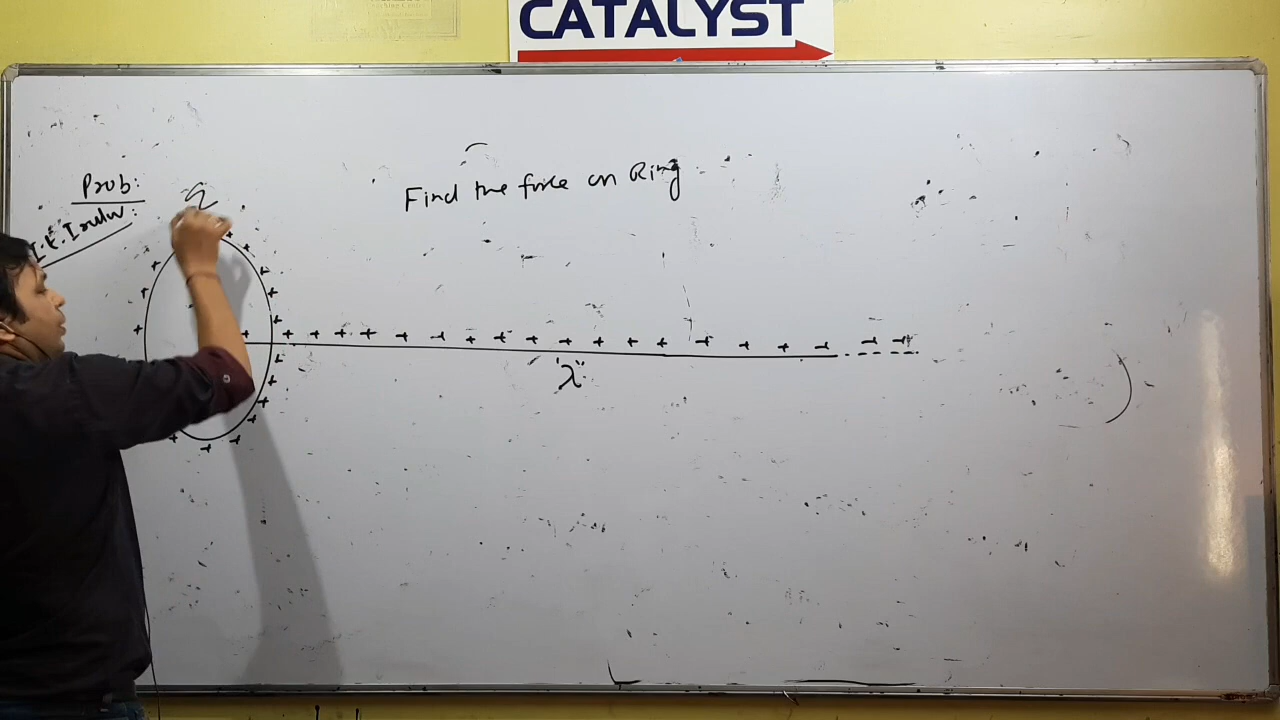 CATALYST
Prob:
Find the force on Ring
λ